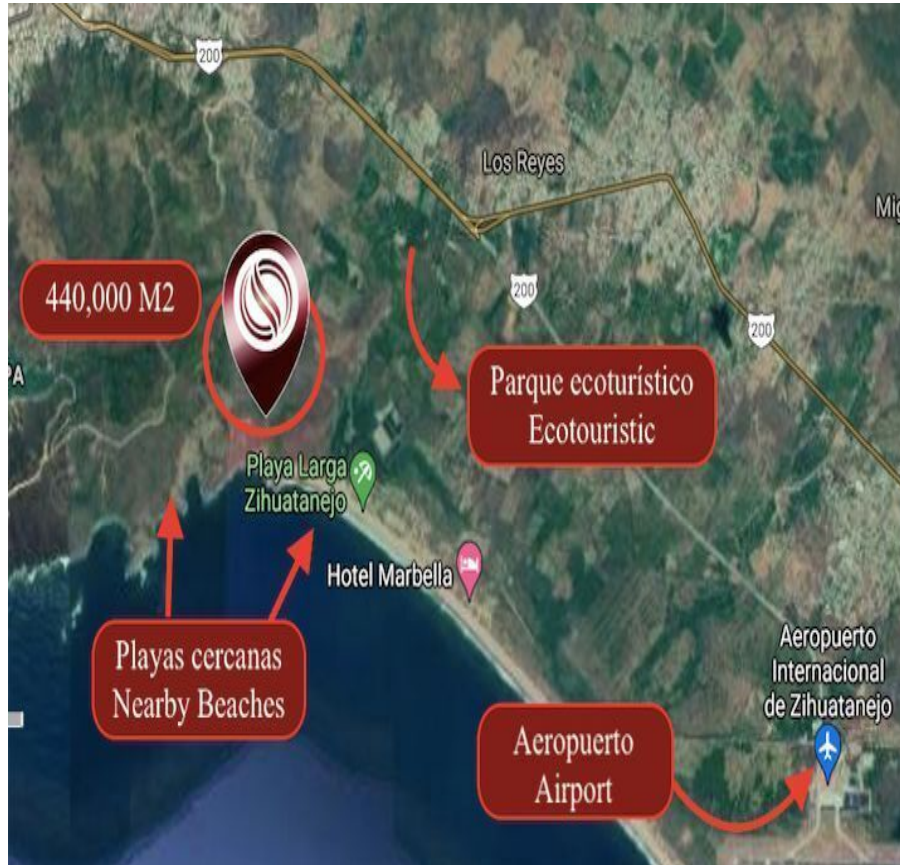 200
Los Reyes
Mig
440,000 M2
200
200
PA
Parque ecoturístico
Ecotouristic
Playa Larga
Zihuatanejo
Hotel Marbella
Playas cercanas
Nearby Beaches
Aeropuerto
Internacional
de Zihuatanejo
Aeropuerto
Airport